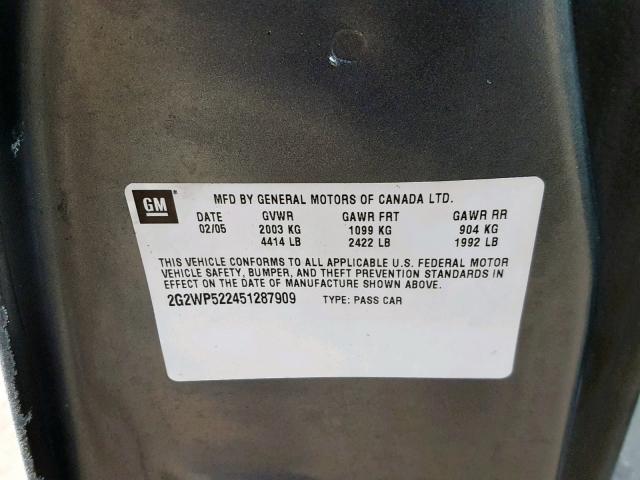 GM MFD BY GENERAL MOTORS OF CANADA LTD.
DATE GVWR GAWR FRT GAWR RR
02/05 2003 KG 1099 KG 904 KG
4414 LB 2422 LB 1992 LB
THIS VEHICLE CONFORMS TO ALL APPLICABLE U.S. FEDERAL MOTOR
VEHICLE SAFETY, BUMPER, AND THEFT PREVENTION STANDARDS IN
EFFECT ON THE DATE OF MANUFACTURE SHOWN ABOVE.
2G2WP522451287909 TYPE: PASS CAR